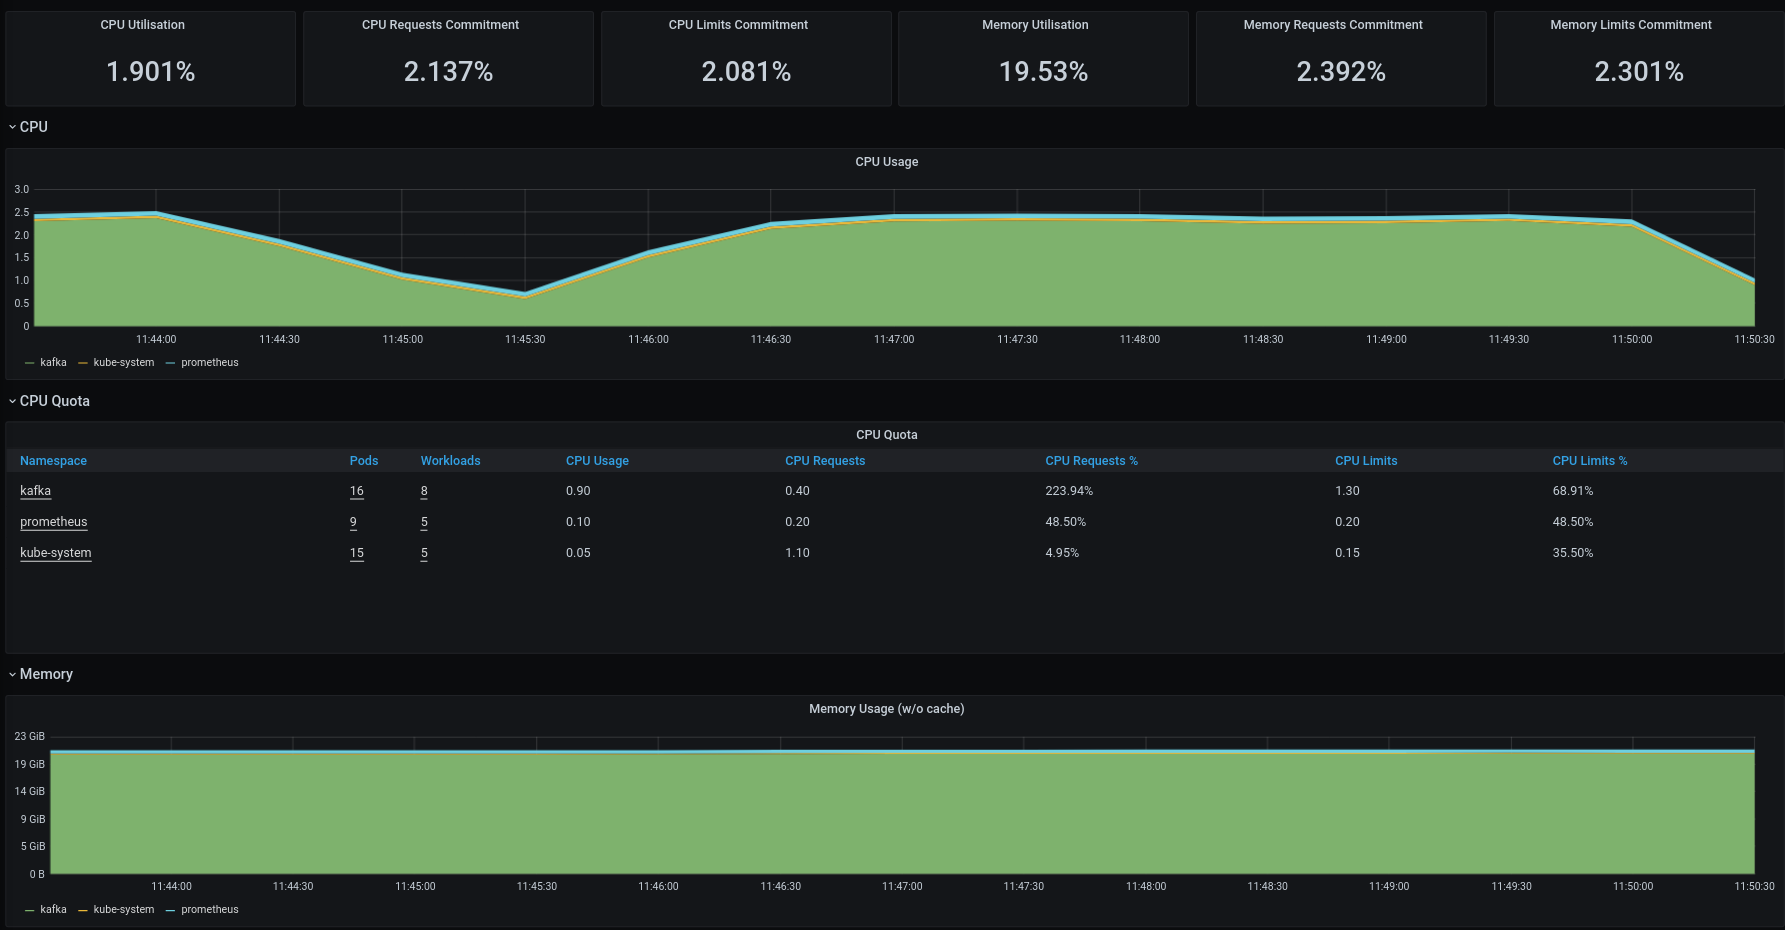 CPU Utilisation CPU Requests Commitment CPU Limits Commitment Memory Utilisation Memory Requests Commitment Memory Limits Commitment
1.901% 2.137% 2.081% 19.53% 2.392% 2.301%
CPU
CPU Usage
3.0
2.5
2.0
1.5
1.0
0.5
0
11:44:00 11:44:30 11:45:00 11:45:30 11:46:00 11:46:30 11:47:00 11:47:30 11:48:00 11:48:30 11:49:00 11:49:30 11:50:00 11:50:30
kafka kube-system prometheus
CPU Quota
CPU Quota
Namespace Pods Workloads CPU Usage CPU Requests CPU Requests % CPU Limits CPU Limits %
kafka 16 8 0.90 0.40 223.94% 1.30 68.91%
prometheus 9 5 0.10 0.20 48.50% 0.20 48.50%
kube-system 15 5 0.05 1.10 4.95% 0.15 35.50%
Memory
Memory Usage (w/o cache)
23 GiB
19 GiB
14 GiB
9 GiB
5 GiB
0 B
11:44:00 11:44:30 11:45:00 11:45:30 11:46:00 11:46:30 11:47:00 11:47:30 11:48:00 11:48:30 11:49:00 11:49:30 11:50:00 11:50:30
kafka kube-system prometheus